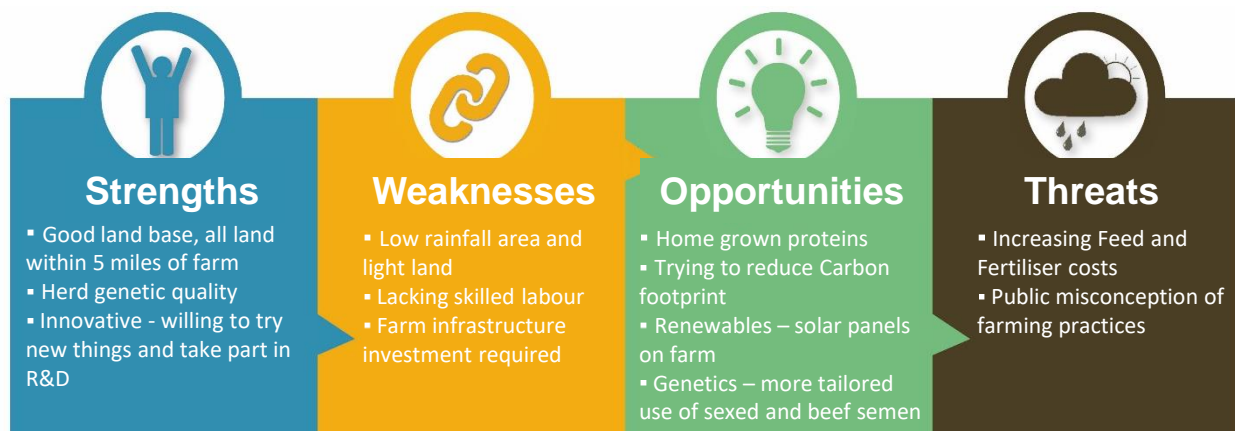 Strengths
▪ Good land base, all land
within 5 miles of farm
▪ Herd genetic quality
▪ Innovative - willing to try
new things and take part in
R&D
Weaknesses
▪ Low rainfall area and
light land
▪ Lacking skilled labour
▪ Farm infrastructure
investment required
Opportunities
▪ Home grown proteins
▪ Trying to reduce Carbon
footprint
▪ Renewables – solar panels
on farm
▪ Genetics – more tailored
use of sexed and beef semen
Threats
▪ Increasing Feed and
Fertiliser costs
▪ Public misconception of
farming practices